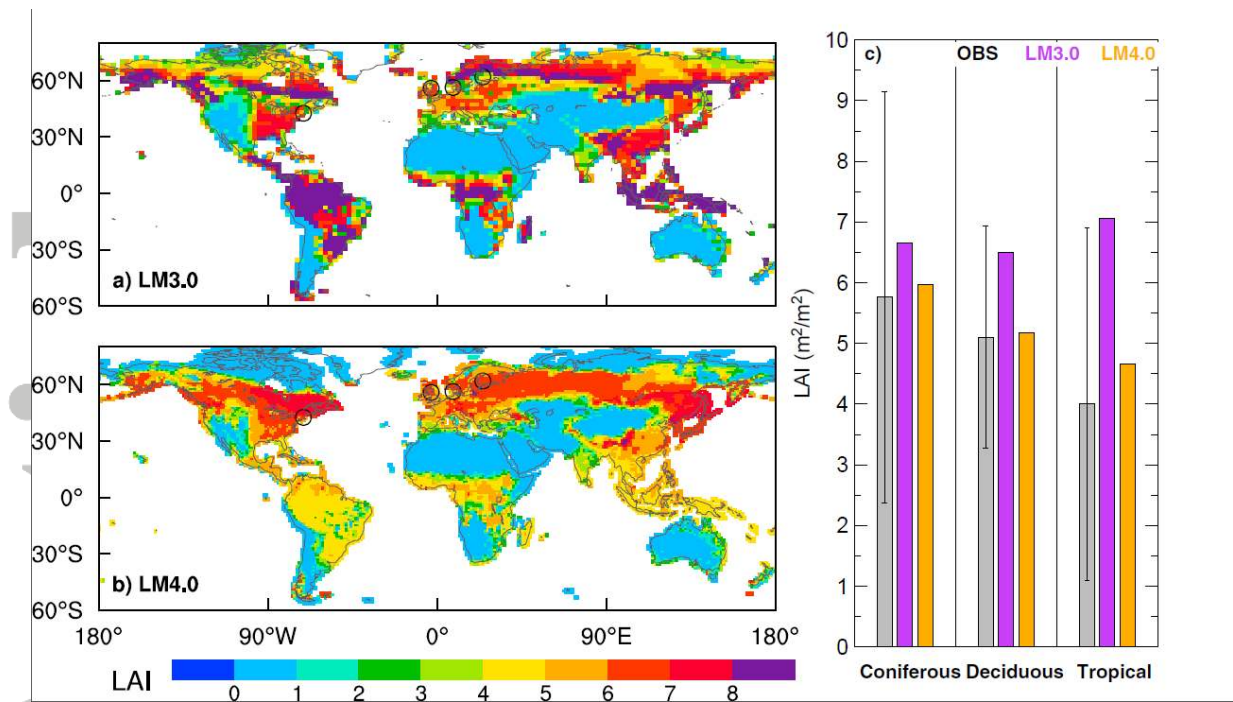 60°N
30°N
0°
30°S
60°S
a) LM3.0
60°N
30°N
0°
30°S
60°S
b) LM4.0
180° 90°W 0° 90°E 180°
LAI
0 1 2 3 4 5 6 7 8
c) OBS LM3.0 LM4.0
LAI (m²/m²)
10
9
8
7
6
5
4
3
2
1
0
Coniferous Deciduous Tropical